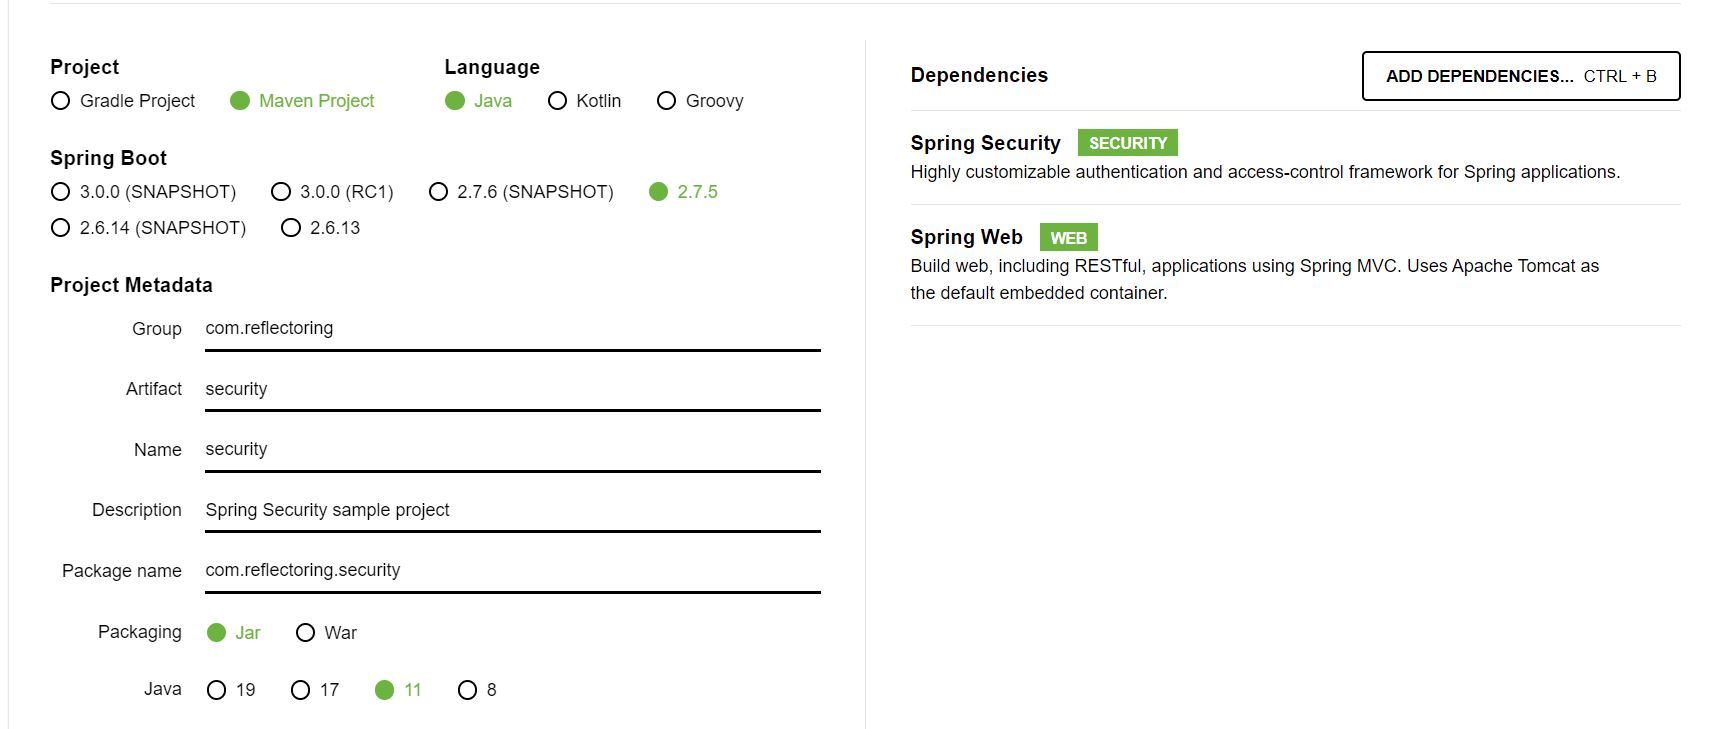 Project
Gradle Project Maven Project
Language
Java Kotlin Groovy
Spring Boot
3.0.0 (SNAPSHOT) 3.0.0 (RC1) 2.7.6 (SNAPSHOT) 2.7.5
2.6.14 (SNAPSHOT) 2.6.13
Project Metadata
Group com.reflectoring
Artifact security
Name security
Description Spring Security sample project
Package name com.reflectoring.security
Packaging Jar War
Java 19 17 11 8
Dependencies
ADD DEPENDENCIES... CTRL + B
Spring Security SECURITY
Highly customizable authentication and access-control framework for Spring applications.
Spring Web WEB
Build web, including RESTful, applications using Spring MVC. Uses Apache Tomcat as
the default embedded container.